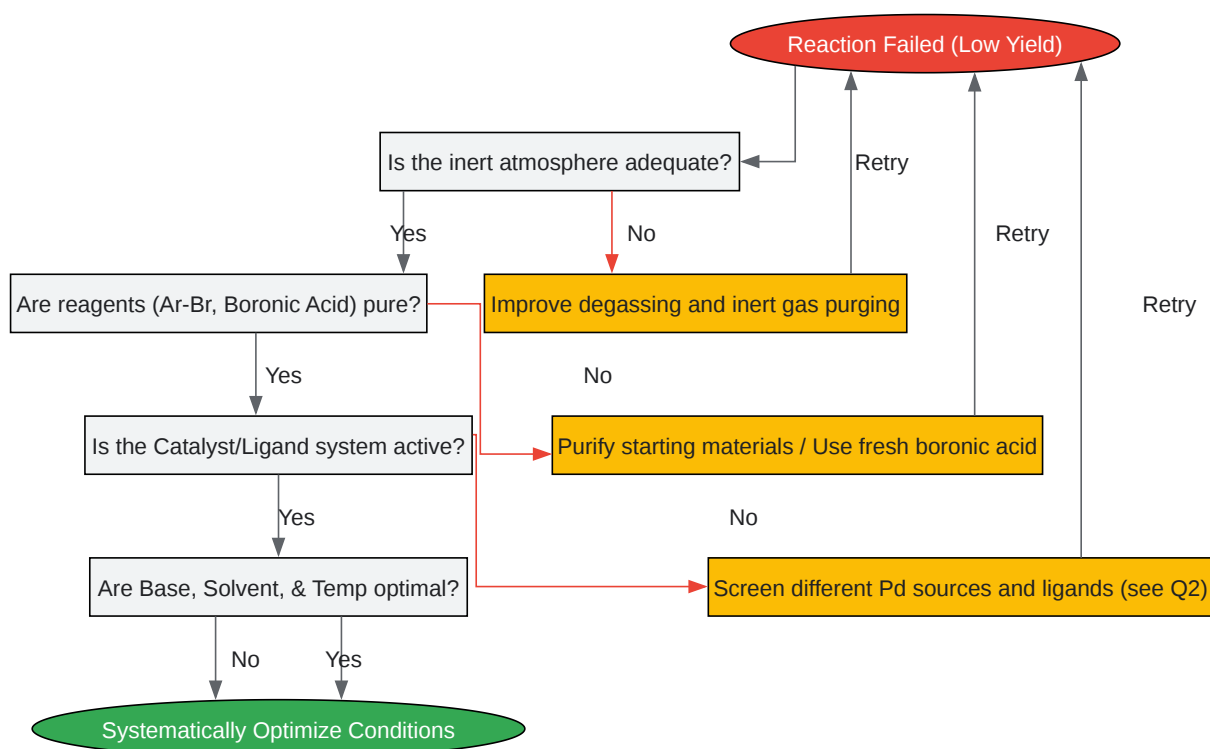 Reaction Failed (Low Yield)
Is the inert atmosphere adequate?
Retry
Yes
No
Retry
Are reagents (Ar-Br, Boronic Acid) pure?
Improve degassing and inert gas purging
Retry
Yes
No
Is the Catalyst/Ligand system active?
Purify starting materials / Use fresh boronic acid
Yes
No
Are Base, Solvent, & Temp optimal?
Screen different Pd sources and ligands (see Q2)
No
Yes
Systematically Optimize Conditions